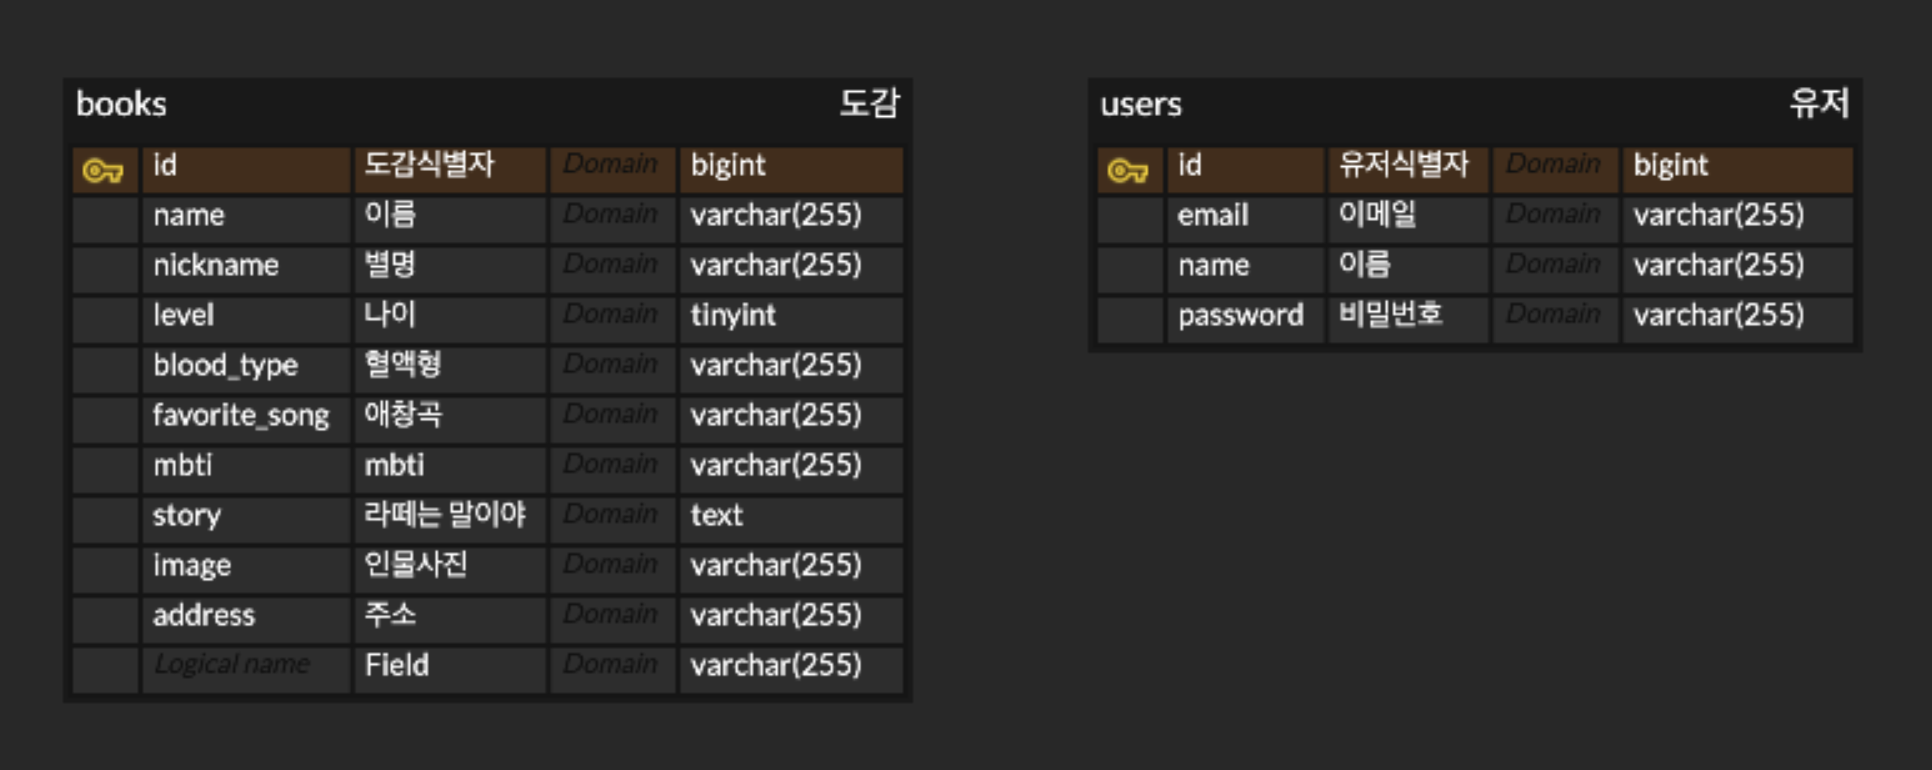 books 도감
id 도감식별자 Domain bigint
name 이름 Domain varchar(255)
nickname 별명 Domain varchar(255)
level 나이 Domain tinyint
blood_type 혈액형 Domain varchar(255)
favorite_song 애창곡 Domain varchar(255)
mbti mbti Domain varchar(255)
story 라떼는 말이야 Domain text
image 인물사진 Domain varchar(255)
address 주소 Domain varchar(255)
Logical name Field Domain varchar(255)
users 유저
id 유저식별자 Domain bigint
email 이메일 Domain varchar(255)
name 이름 Domain varchar(255)
password 비밀번호 Domain varchar(255)